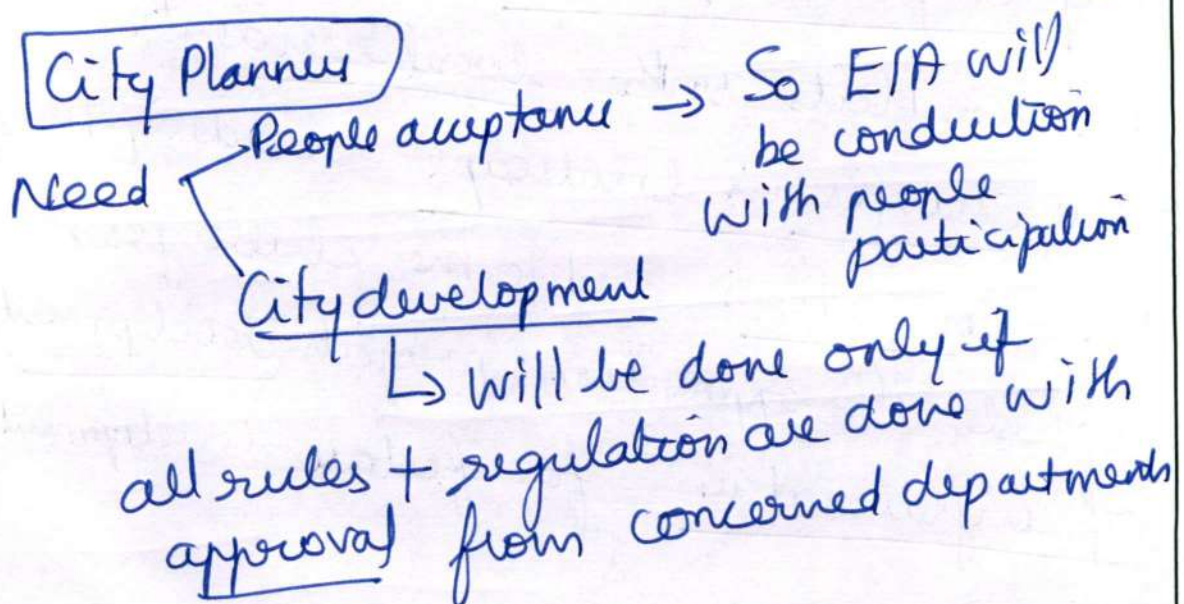 City Planner
Need
People acceptance → So EIA will
be conduction
with people
participation
City development
↳ will be done only if
all rules + regulation are done with
approval from concerned departments